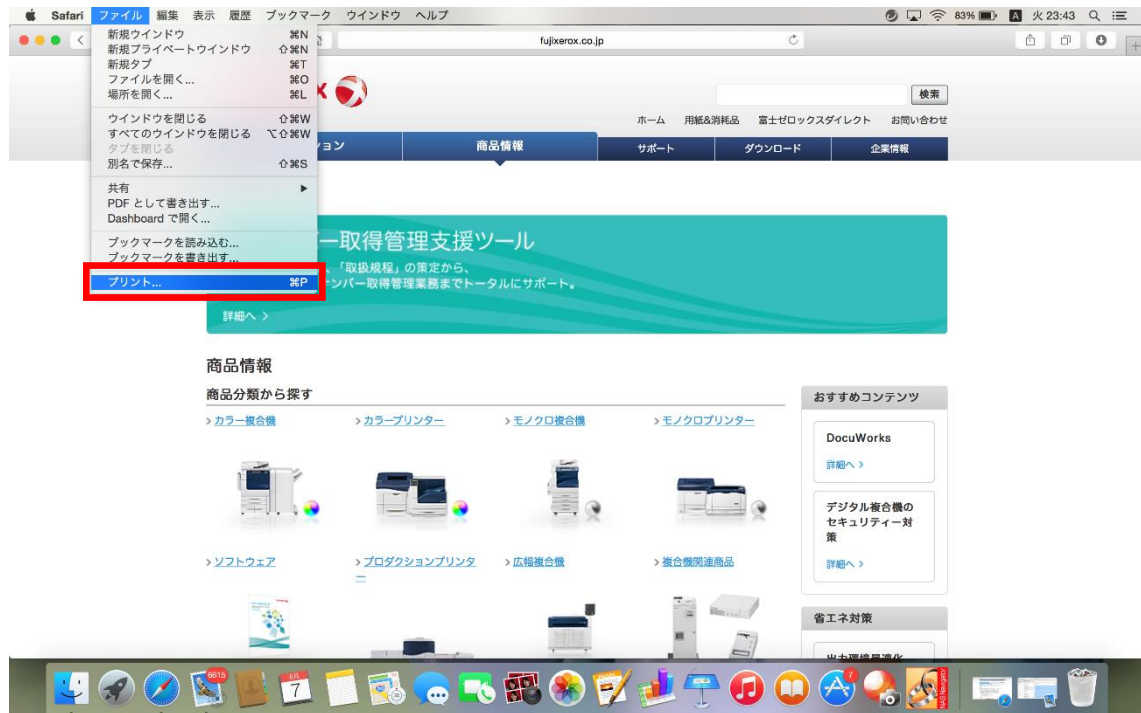 Safari ファイル 編集 表示 履歴 ブックマーク ウインドウ ヘルプ 83% A 火 23:43
新規ウインドウ ⌘N
新規プライベートウインドウ ⇧⌘N
新規タブ ⌘T
ファイルを開く... ⌘O
場所を開く... ⌘L
ウインドウを閉じる ⇧⌘W
すべてのウインドウを閉じる ⌥⇧⌘W
タブを閉じる
別名で保存... ⇧⌘S
共有
PDF として書き出す...
Dashboard で開く...
ブックマークを読み込む...
ブックマークを書き出す...
プリント... ⌘P
fujixerox.co.jp
検索
ホーム 用紙&消耗品 富士ゼロックスダイレクト お問い合わせ
ション 商品情報 サポート ダウンロード 企業情報
ー取得管理支援ツール
、「取扱規程」の策定から、
ンバー取得管理業務までトータルにサポート。
詳細へ >
商品情報
商品分類から探す
> カラー複合機 > カラープリンター > モノクロ複合機 > モノクロプリンター
> ソフトウェア > プロダクションプリンター > 広幅複合機 > 複合機関連商品
おすすめコンテンツ
DocuWorks
詳細へ >
デジタル複合機の
セキュリティー対
策
詳細へ >
省エネ対策
出力環境最適化
6615
6月
7
7